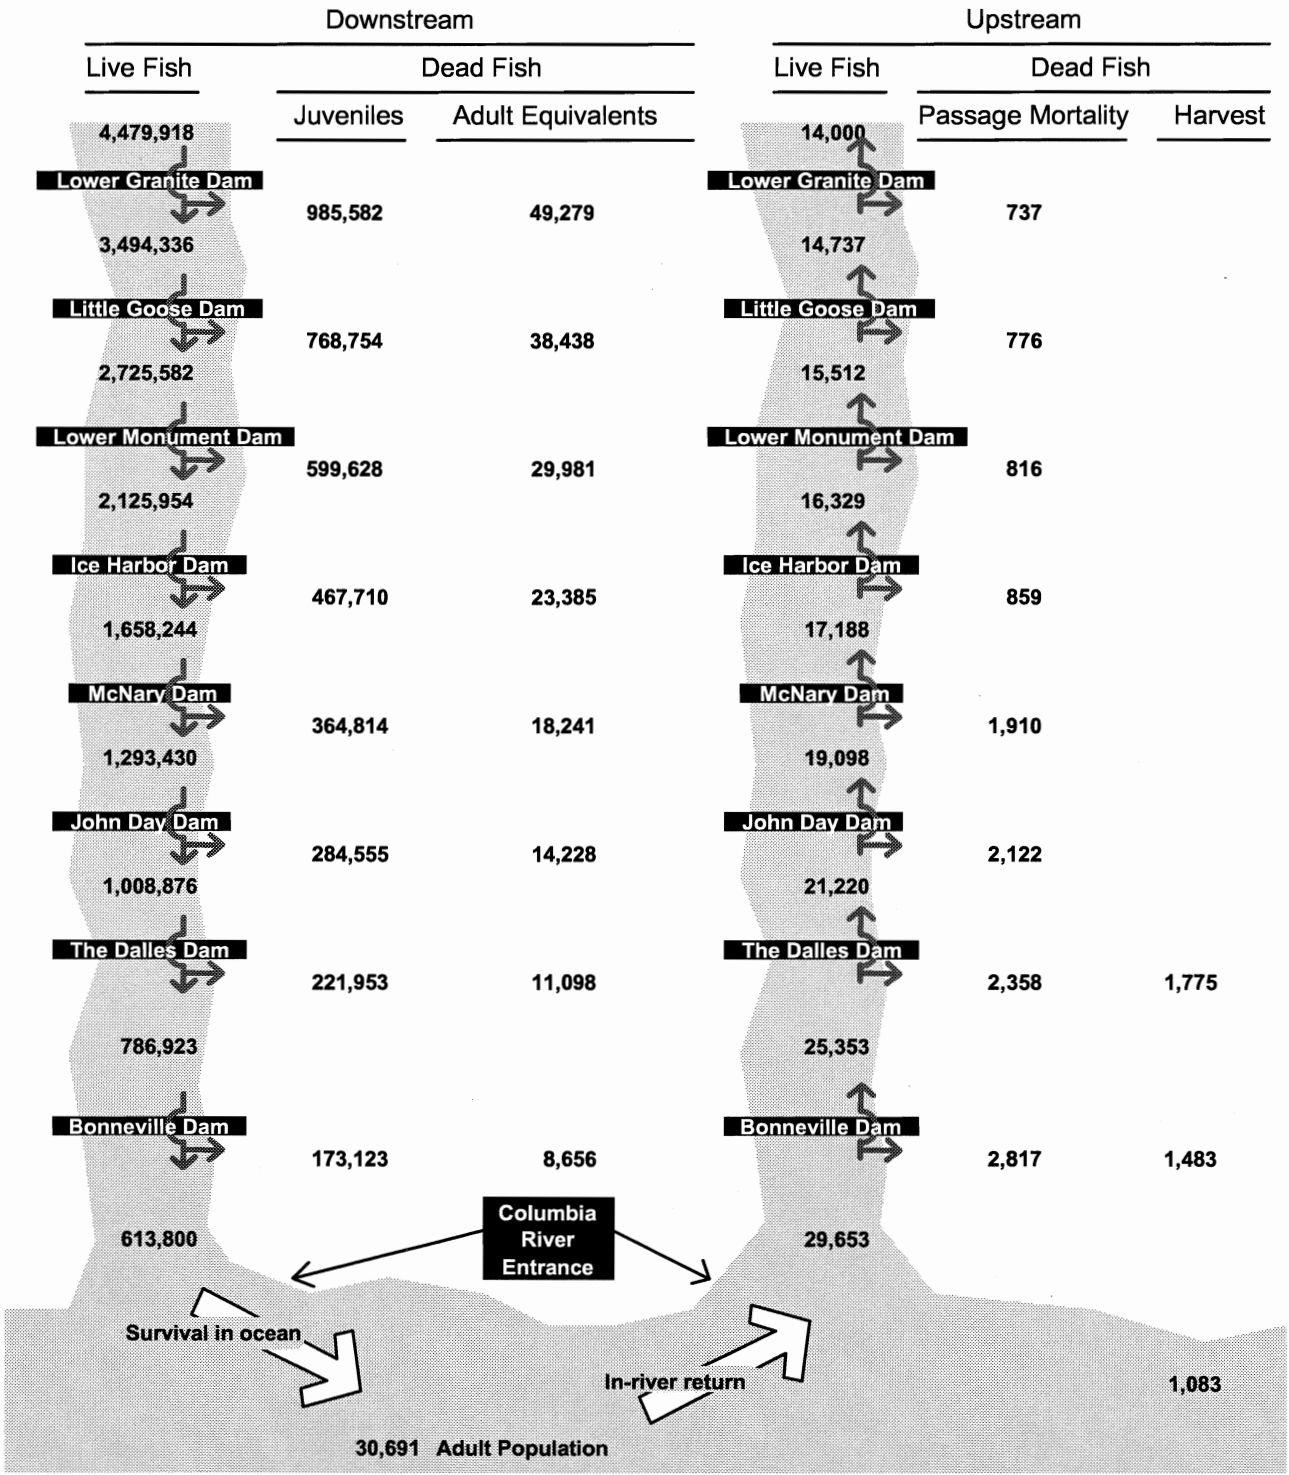 Downstream Upstream
Live Fish Dead Fish Live Fish Dead Fish
Juveniles Adult Equivalents Passage Mortality Harvest
4,479,918 14,000
Lower Granite Dam Lower Granite Dam
985,582 49,279 737
3,494,336 14,737
Little Goose Dam Little Goose Dam
768,754 38,438 776
2,725,582 15,512
Lower Monument Dam Lower Monument Dam
599,628 29,981 816
2,125,954 16,329
Ice Harbor Dam Ice Harbor Dam
467,710 23,385 859
1,658,244 17,188
McNary Dam McNary Dam
364,814 18,241 1,910
1,293,430 19,098
John Day Dam John Day Dam
284,555 14,228 2,122
1,008,876 21,220
The Dalles Dam The Dalles Dam
221,953 11,098 2,358 1,775
786,923 25,353
Bonneville Dam Bonneville Dam
173,123 8,656 2,817 1,483
Columbia
River
Entrance
613,800 29,653
Survival in ocean
In-river return 1,083
30,691 Adult Population